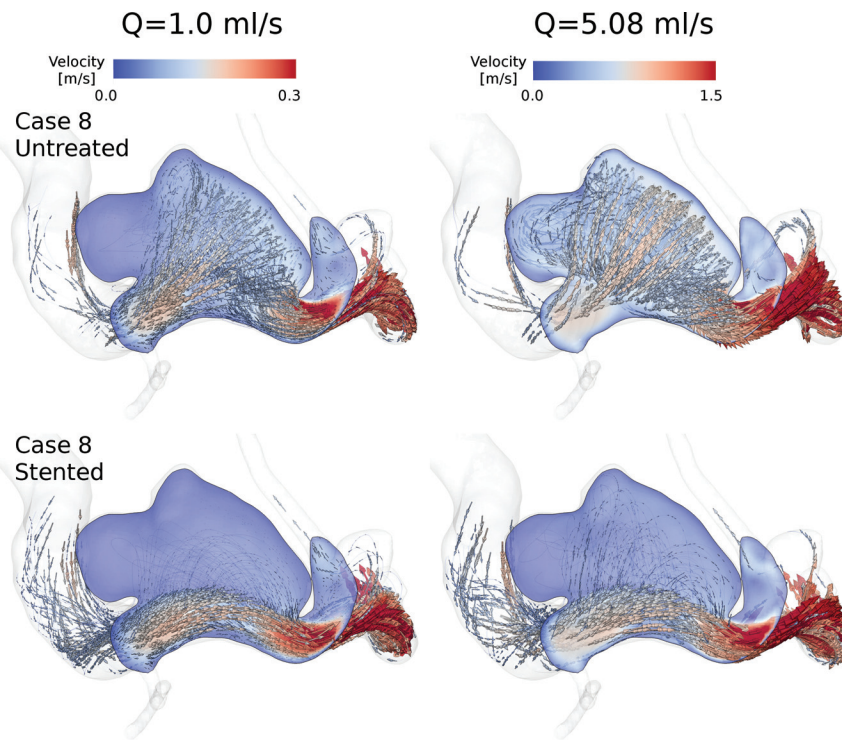 Q=1.0 ml/s
Q=5.08 ml/s
Velocity
[m/s]
0.0
0.3
Velocity
[m/s]
0.0
1.5
Case 8
Untreated
Case 8
Stented